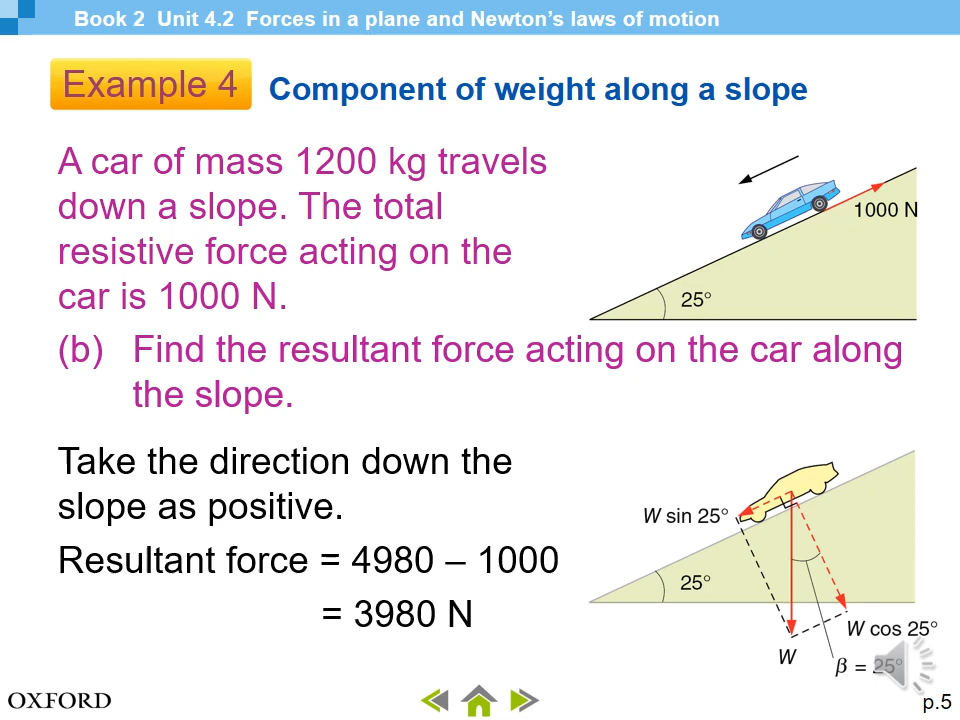 Book 2 Unit 4.2 Forces in a plane and Newton's laws of motion
Example 4
Component of weight along a slope
A car of mass 1200 kg travels
down a slope. The total
resistive force acting on the
car is 1000 N.
1000 N
25°
(b) Find the resultant force acting on the car along
the slope.
Take the direction down the
slope as positive.
Resultant force = 4980 – 1000
= 3980 N
W sin 25°
25°
W cos 25°
W
β = 25°
OXFORD
p.5